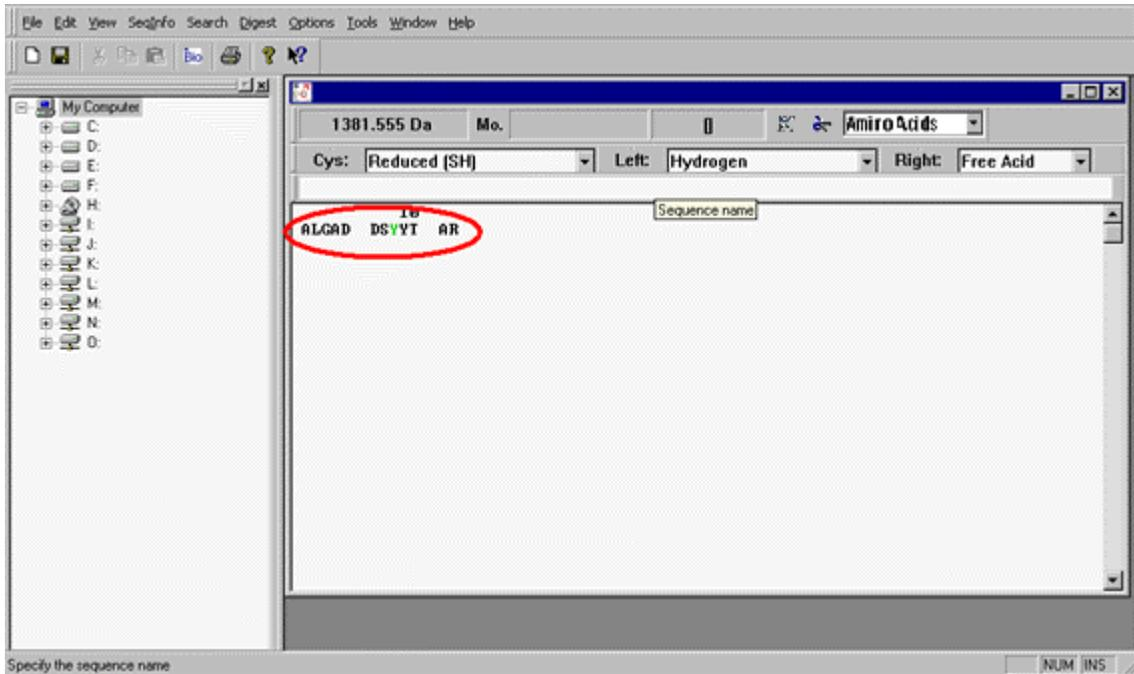 File Edit View SeqInfo Search Digest Options Tools Window Help
Bio
My Computer
C:
D:
E:
F:
H:
I:
J:
K:
L:
M:
N:
O:
1381.555 Da Mo. [] Amino Acids
Cys: Reduced (SH) Left: Hydrogen Right: Free Acid
Sequence name
10
ALGAD DSYYT AR
Specify the sequence name
NUM INS